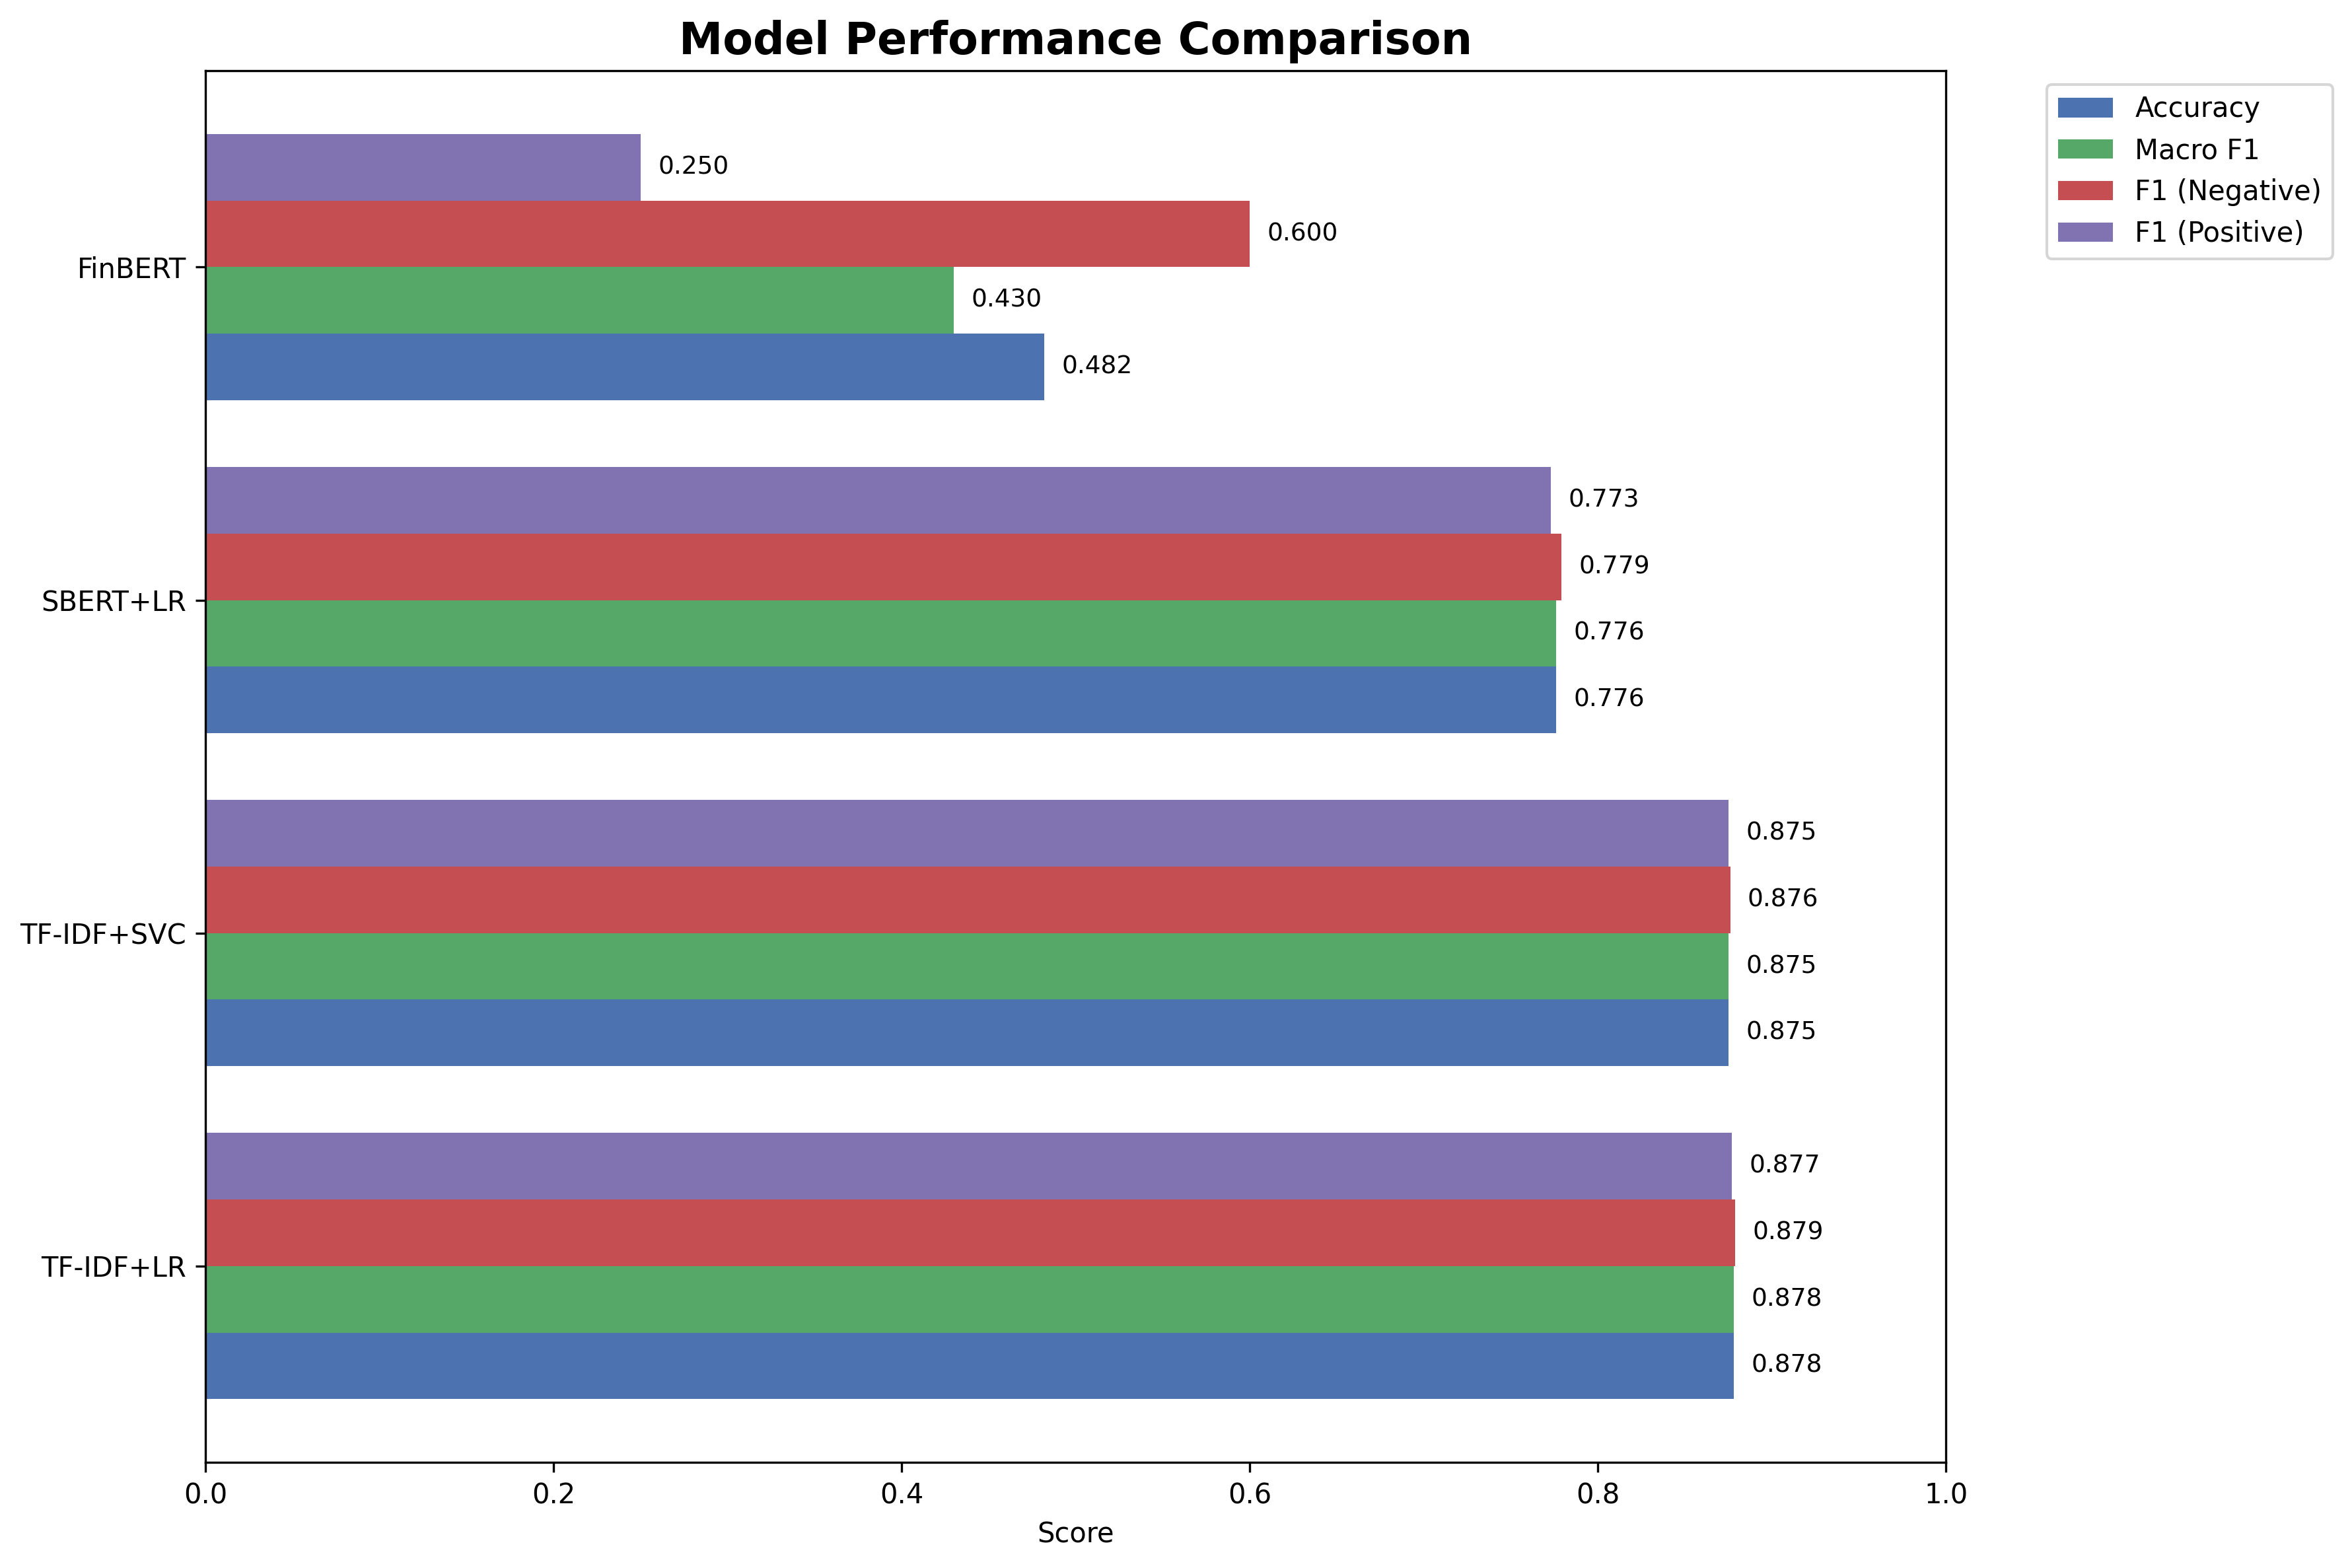 Model Performance Comparison
Accuracy
Macro F1
F1 (Negative)
F1 (Positive)
FinBERT
0.250
0.600
0.430
0.482
SBERT+LR
0.773
0.779
0.776
0.776
TF-IDF+SVC
0.875
0.876
0.875
0.875
TF-IDF+LR
0.877
0.879
0.878
0.878
0.0 0.2 0.4 0.6 0.8 1.0
Score